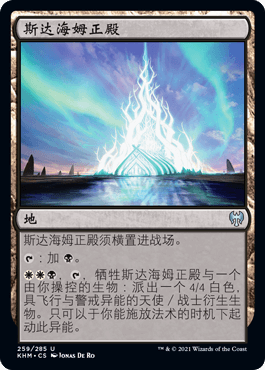 斯达海姆正殿
地
斯达海姆正殿须横置进战场。
：加。
，，牺牲斯达海姆正殿与一个
由你操控的生物：派出一个 4/4 白色，
具飞行与警戒异能的天使 / 战士衍生生
物。只可以于你能施放法术的时机下起
动此异能。
259/285 U
KHM • CS JONAS DE RO
™ & © 2021 Wizards of the Coast